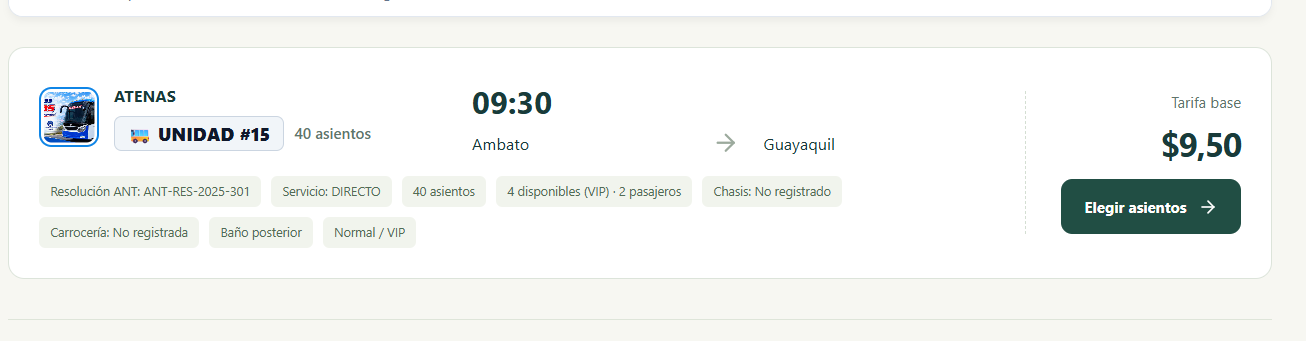 ATENAS
UNIDAD #15
40 asientos
09:30
Ambato → Guayaquil
Tarifa base
$9,50
Elegir asientos →
Resolución ANT: ANT-RES-2025-301
Servicio: DIRECTO
40 asientos
4 disponibles (VIP) · 2 pasajeros
Chasis: No registrado
Carrocería: No registrada
Baño posterior
Normal / VIP